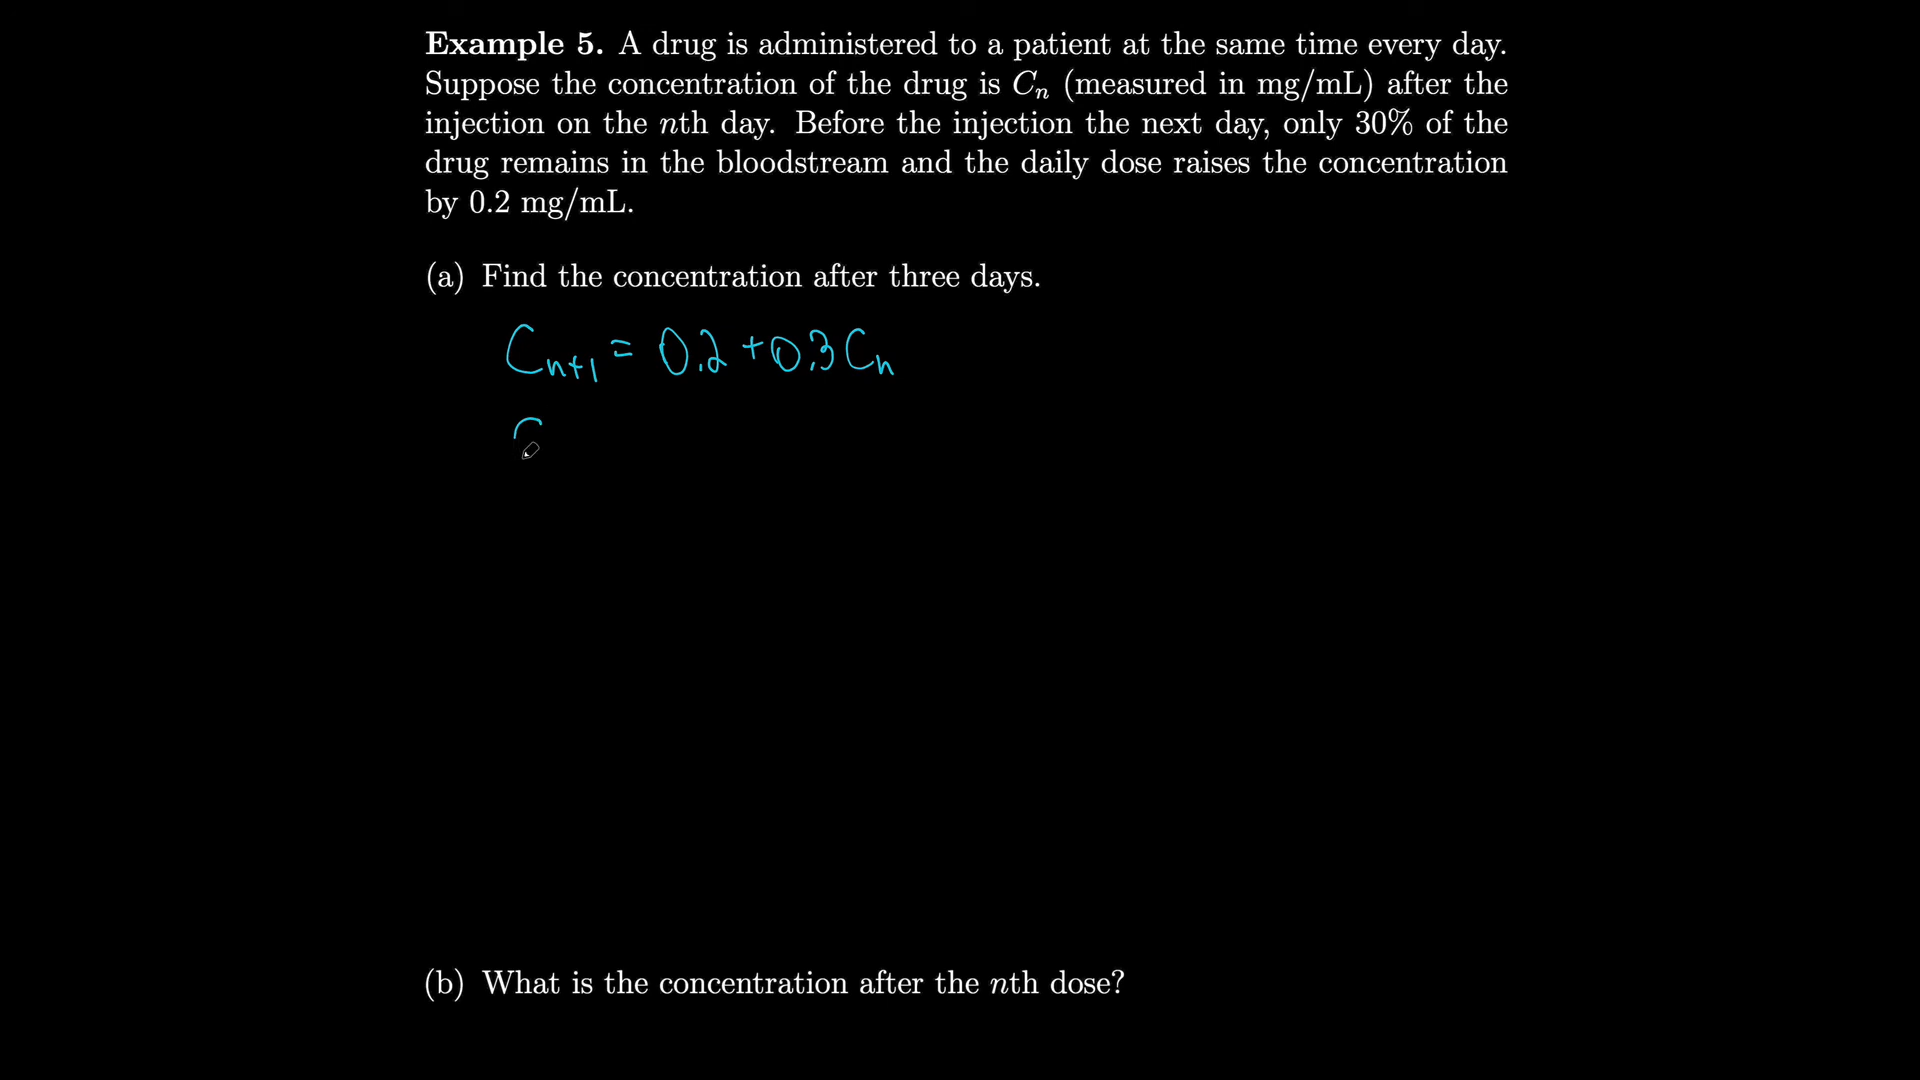 Example 5. A drug is administered to a patient at the same time every day.
Suppose the concentration of the drug is Cₙ (measured in mg/mL) after the
injection on the nth day. Before the injection the next day, only 30% of the
drug remains in the bloodstream and the daily dose raises the concentration
by 0.2 mg/mL.
(a) Find the concentration after three days.
Cₙ₊₁ = 0.2 + 0.3Cₙ
(b) What is the concentration after the nth dose?